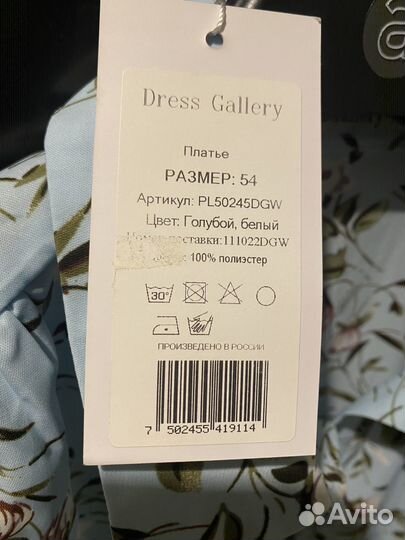 Dress Gallery
Платье
РАЗМЕР: 54
Артикул: PL50245DGW
Цвет: Голубой, белый
поставки:111022DGW
100% полиэстер
30°
ПРОИЗВЕДЕНО В РОССИИ
7 502455 419114
Avito